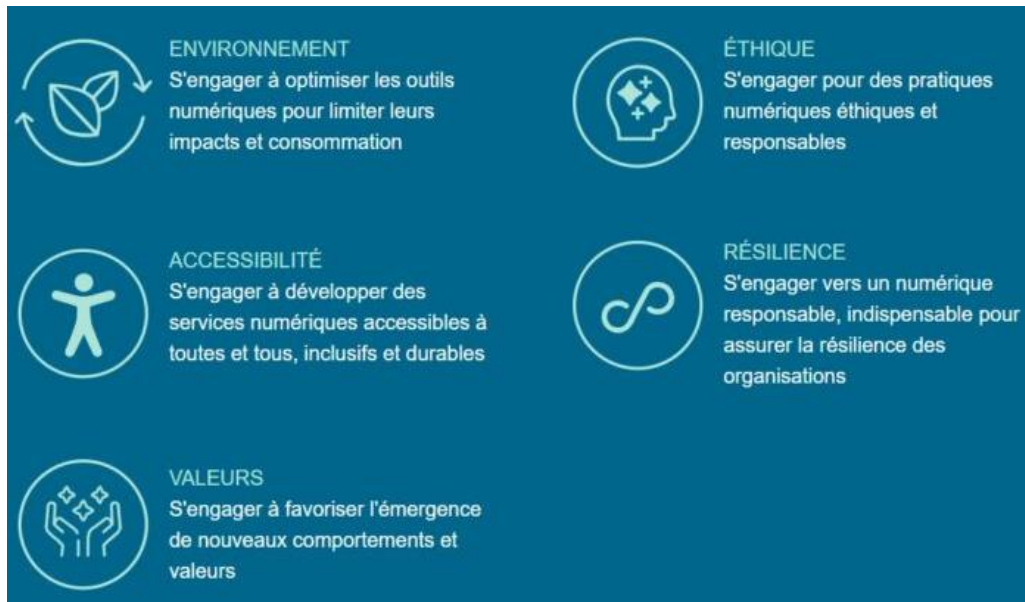 ENVIRONNEMENT
S'engager à optimiser les outils
numériques pour limiter leurs
impacts et consommation
ÉTHIQUE
S'engager pour des pratiques
numériques éthiques et
responsables
ACCESSIBILITÉ
S'engager à développer des
services numériques accessibles à
toutes et tous, inclusifs et durables
RÉSILIENCE
S'engager vers un numérique
responsable, indispensable pour
assurer la résilience des
organisations
VALEURS
S'engager à favoriser l'émergence
de nouveaux comportements et
valeurs